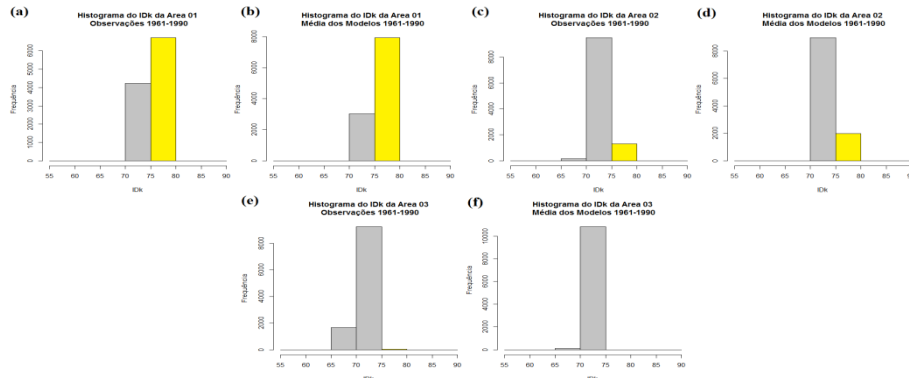 (a)
Histograma do IDk da Area 01
Observações 1961-1990
Frequência
0 1000 2000 3000 4000 5000 6000
55 60 65 70 75 80 85 90
IDk
(b)
Histograma do IDk da Area 01
Média dos Modelos 1961-1990
Frequência
0 2000 4000 6000 8000
55 60 65 70 75 80 85 90
IDk
(c)
Histograma do IDk da Area 02
Observações 1961-1990
Frequência
0 2000 4000 6000 8000
55 60 65 70 75 80 85 90
IDk
(d)
Histograma do IDk da Area 02
Média dos Modelos 1961-1990
Frequência
0 2000 4000 6000 8000
55 60 65 70 75 80 85 90
IDk
(e)
Histograma do IDk da Area 03
Observações 1961-1990
Frequência
0 2000 4000 6000 8000
55 60 65 70 75 80 85 90
IDk
(f)
Histograma do IDk da Area 03
Média dos Modelos 1961-1990
Frequência
0 2000 4000 6000 8000 10000
55 60 65 70 75 80 85 90
IDk